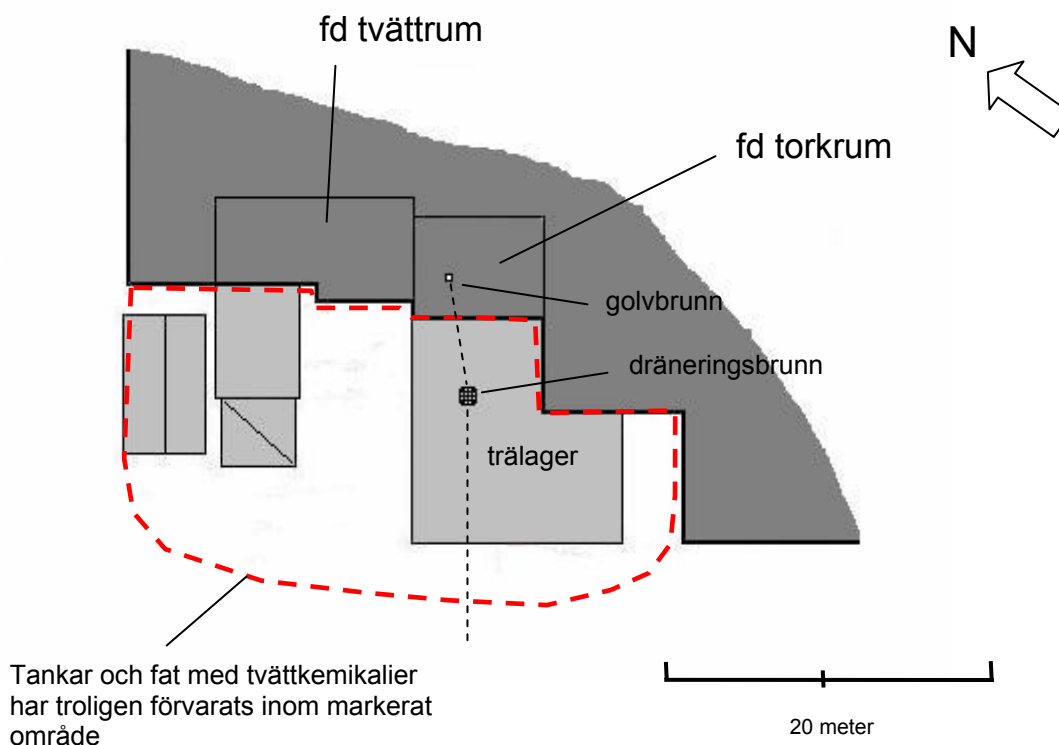 fd tvättrum
N
fd torkrum
golvbrunn
dräneringsbrunn
trälager
Tankar och fat med tvättkemikalier
har troligen förvarats inom markerat
område
20 meter